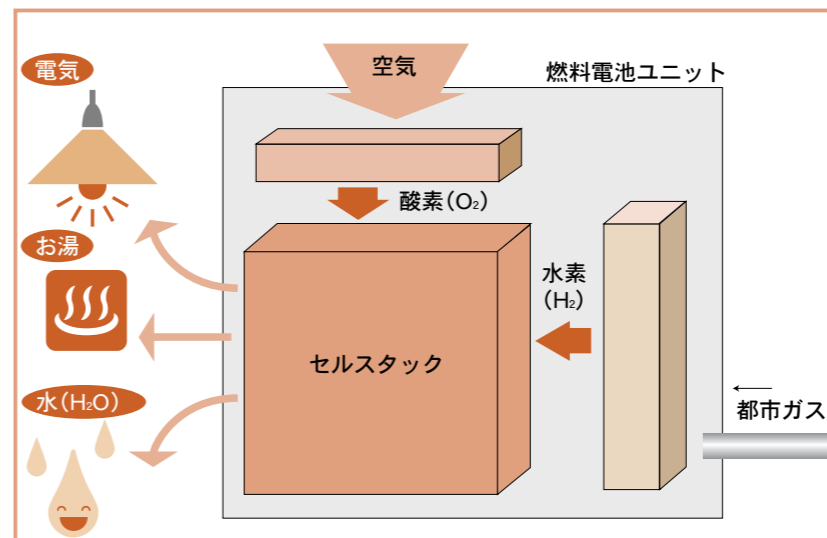 電気
空気
燃料電池ユニット
酸素（O₂）
お湯
水素
（H₂）
セルスタック
水（H₂O）
←
都市ガス